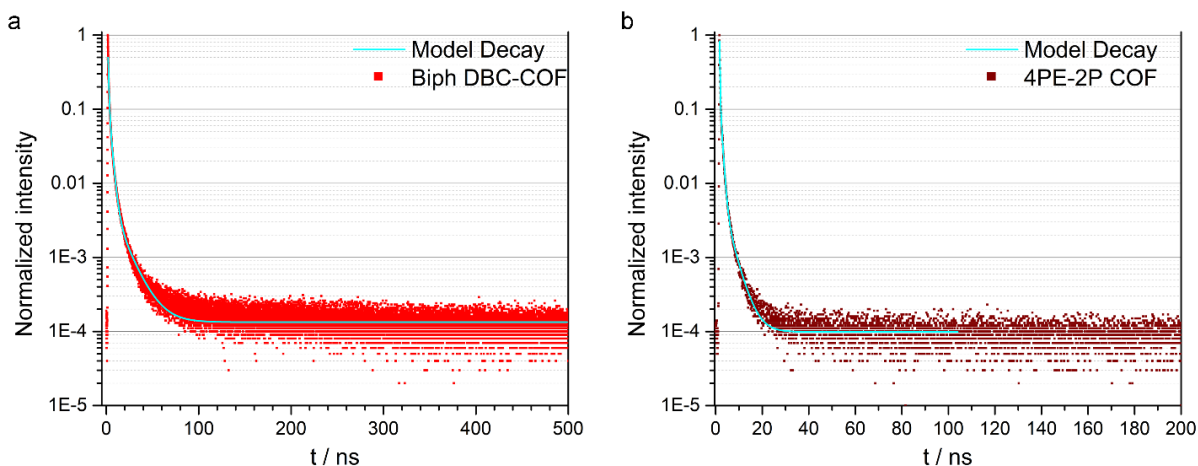 a
Normalized intensity
1
0.1
0.01
1E-3
1E-4
1E-5
Model Decay
Biph DBC-COF
0 100 200 300 400 500
t / ns
b
Normalized intensity
1
0.1
0.01
1E-3
1E-4
1E-5
Model Decay
4PE-2P COF
0 20 40 60 80 100 120 140 160 180 200
t / ns